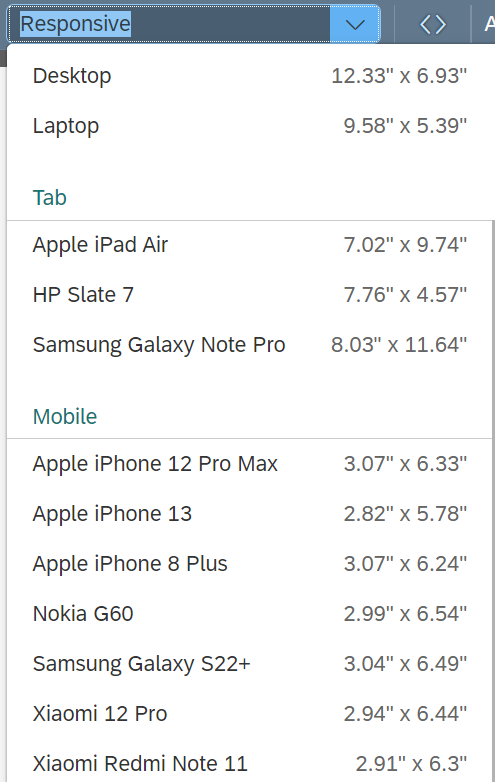 Responsive
A
Desktop 12.33" x 6.93"
Laptop 9.58" x 5.39"
Tab
Apple iPad Air 7.02" x 9.74"
HP Slate 7 7.76" x 4.57"
Samsung Galaxy Note Pro 8.03" x 11.64"
Mobile
Apple iPhone 12 Pro Max 3.07" x 6.33"
Apple iPhone 13 2.82" x 5.78"
Apple iPhone 8 Plus 3.07" x 6.24"
Nokia G60 2.99" x 6.54"
Samsung Galaxy S22+ 3.04" x 6.49"
Xiaomi 12 Pro 2.94" x 6.44"
Xiaomi Redmi Note 11 2.91" x 6.3"